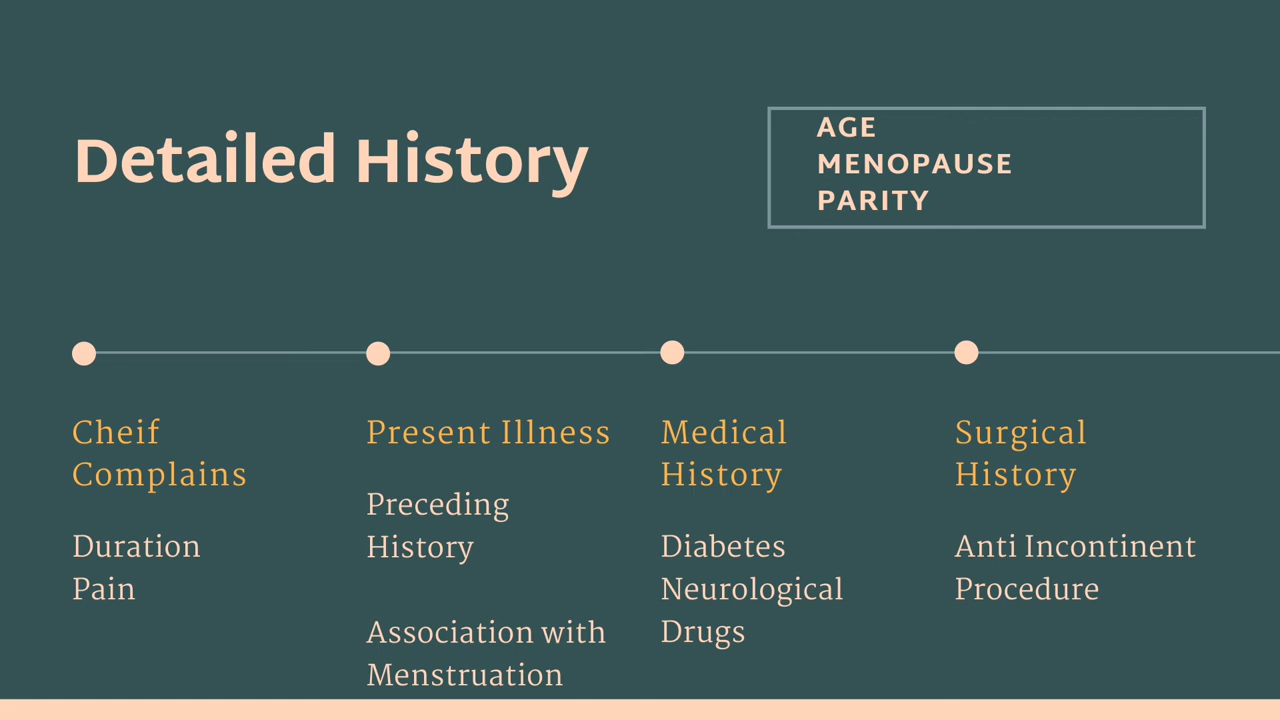 Detailed History
AGE
MENOPAUSE
PARITY
Cheif
Complains
Duration
Pain
Present Illness
Preceding
History
Association with
Menstruation
Medical
History
Diabetes
Neurological
Drugs
Surgical
History
Anti Incontinent
Procedure